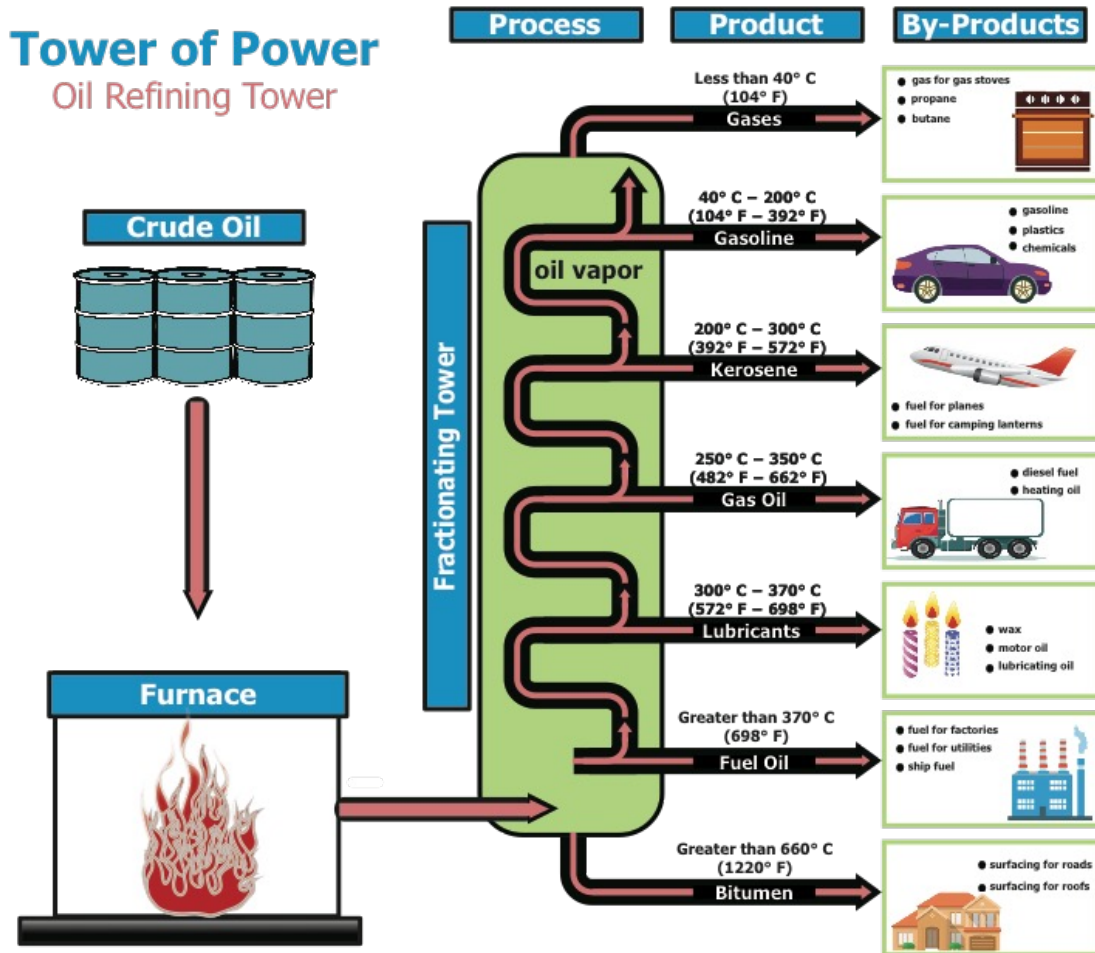 Tower of Power
Oil Refining Tower
Process
Product
By-Products
Crude Oil
Furnace
Fractionating Tower
oil vapor
Less than 40° C
(104° F)
Gases
● gas for gas stoves
● propane
● butane
40° C – 200° C
(104° F – 392° F)
Gasoline
● gasoline
● plastics
● chemicals
200° C – 300° C
(392° F – 572° F)
Kerosene
● fuel for planes
● fuel for camping lanterns
250° C – 350° C
(482° F – 662° F)
Gas Oil
● diesel fuel
● heating oil
300° C – 370° C
(572° F – 698° F)
Lubricants
● wax
● motor oil
● lubricating oil
Greater than 370° C
(698° F)
Fuel Oil
● fuel for factories
● fuel for utilities
● ship fuel
Greater than 660° C
(1220° F)
Bitumen
● surfacing for roads
● surfacing for roofs